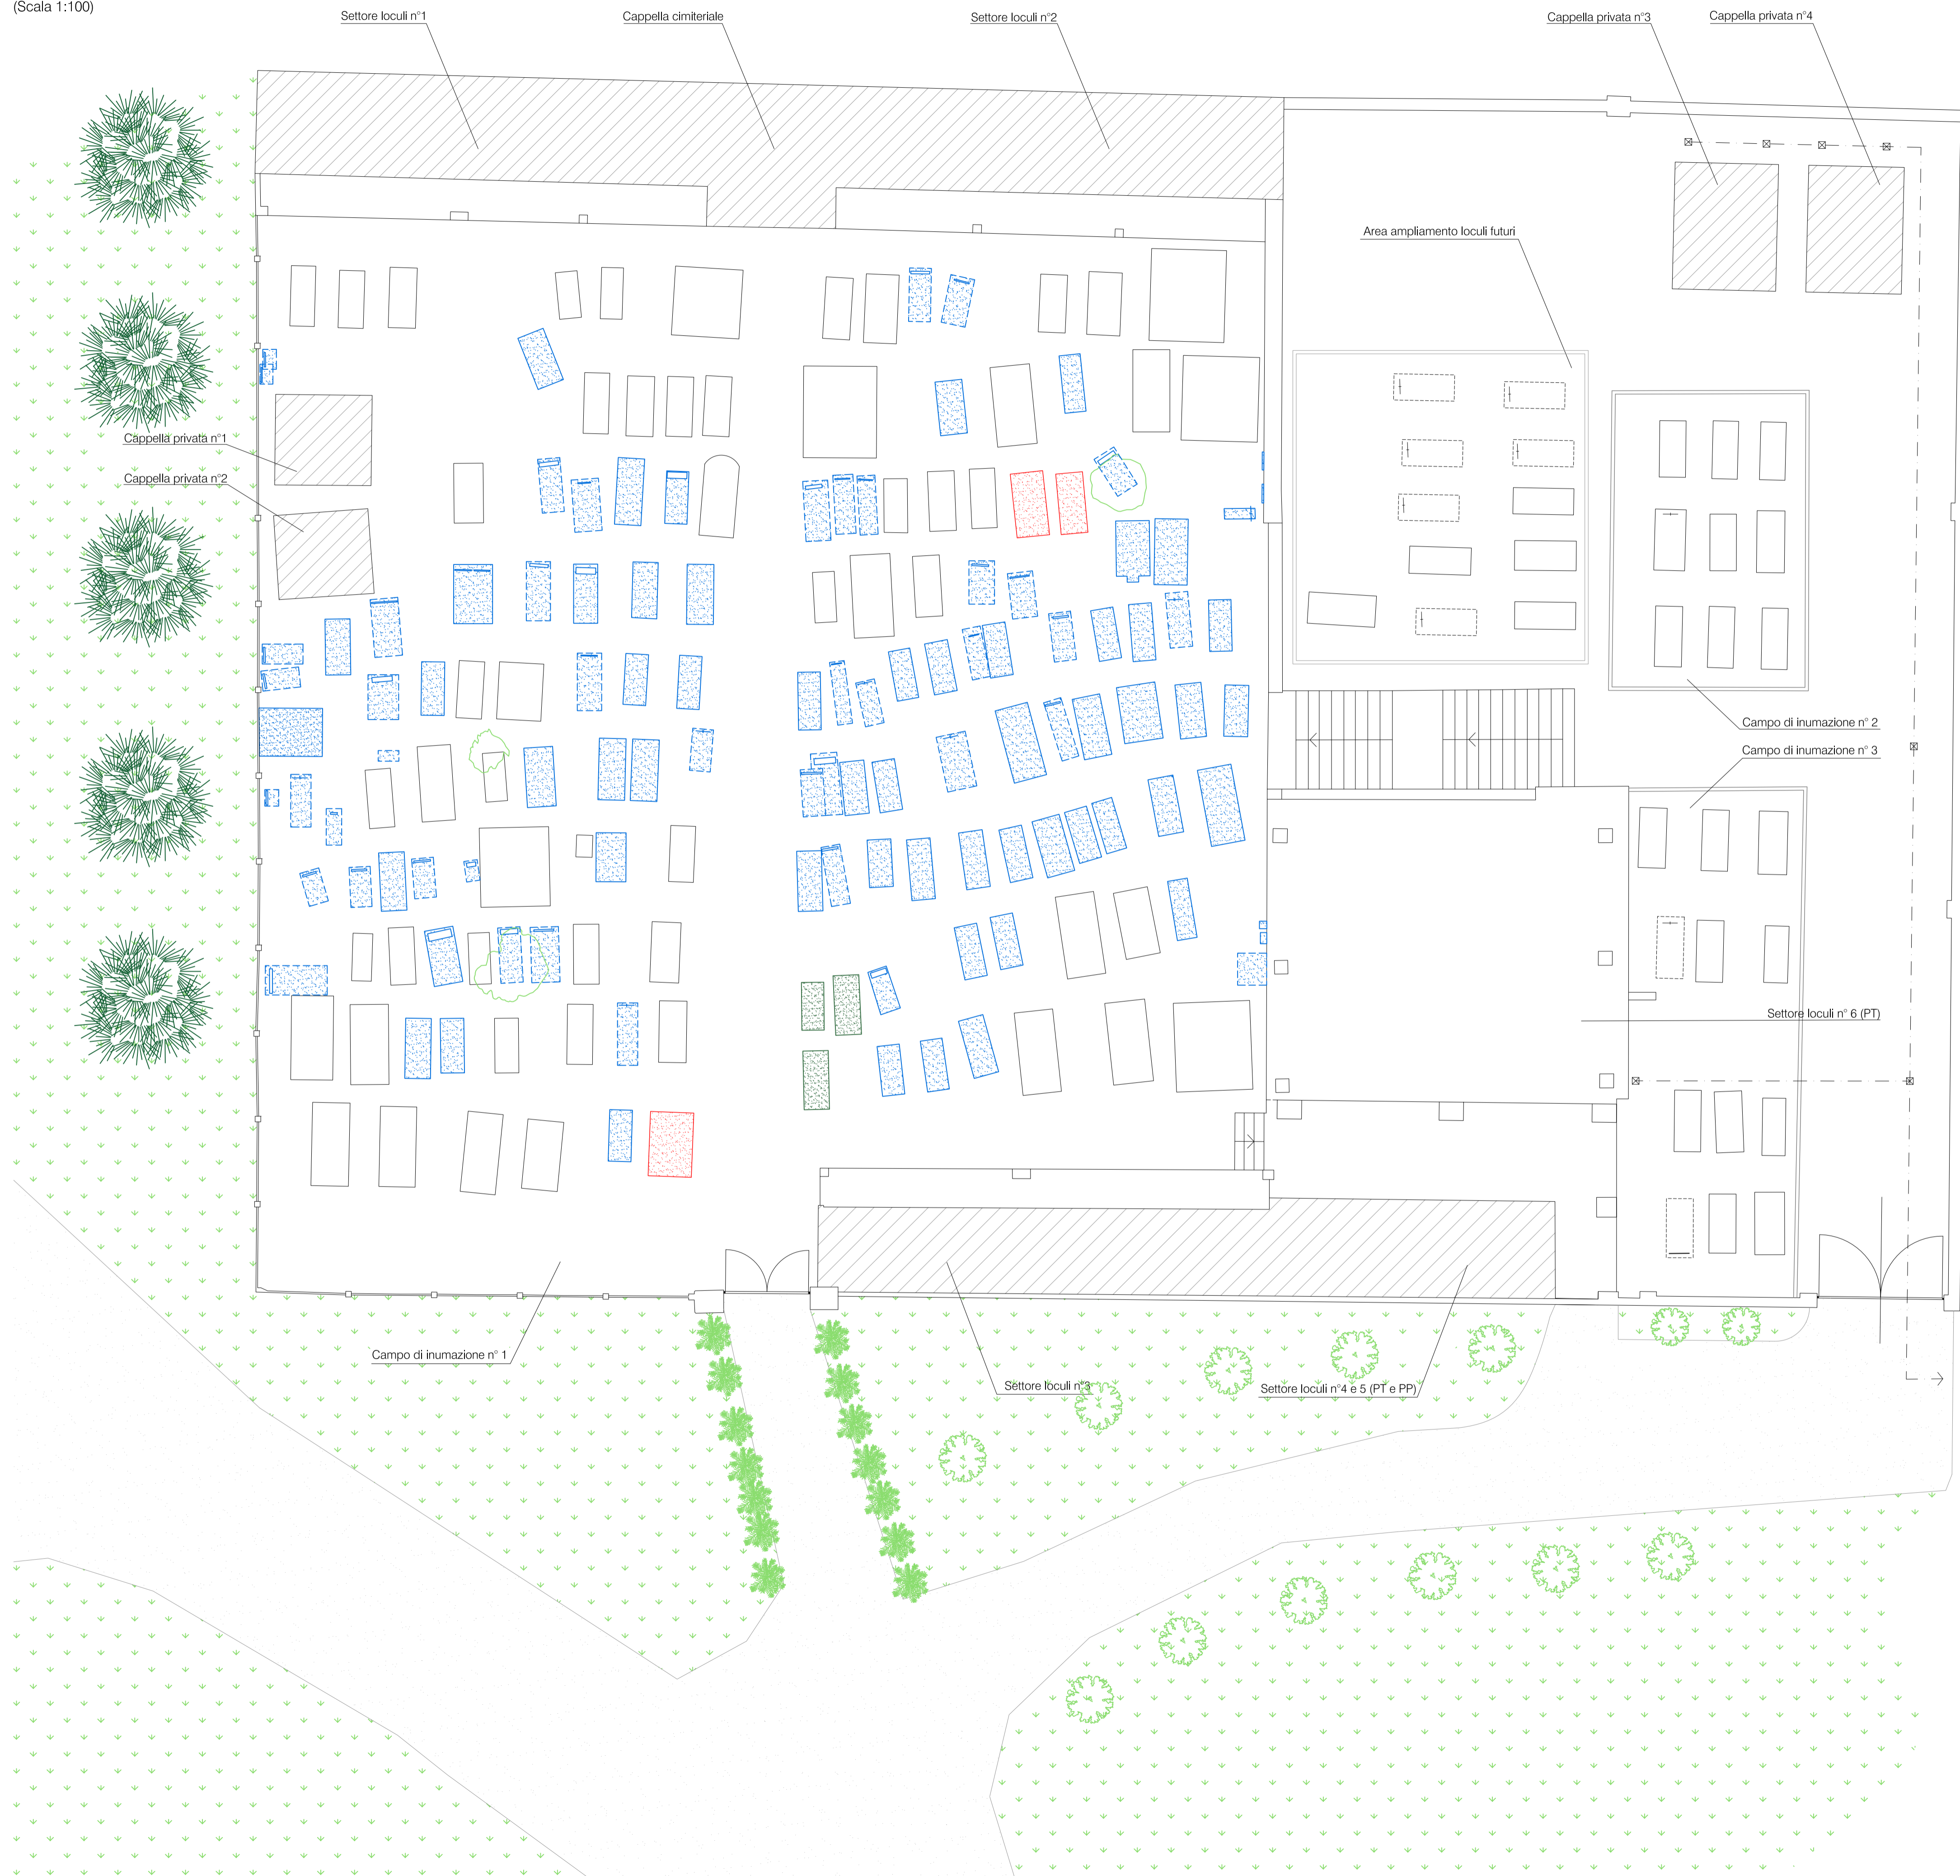 (Scala 1:100)
Settore loculi n°1
Cappella cimiteriale
Settore loculi n°2
Cappella privata n°3
Cappella privata n°4
Area ampliamento loculi futuri
Cappella privata n°1
Cappella privata n°2
Campo di inumazione n° 2
Campo di inumazione n° 3
Settore loculi n° 6 (PT)
Campo di inumazione n° 1
Settore loculi n°3
Settore loculi n°4 e 5 (PT e PP)